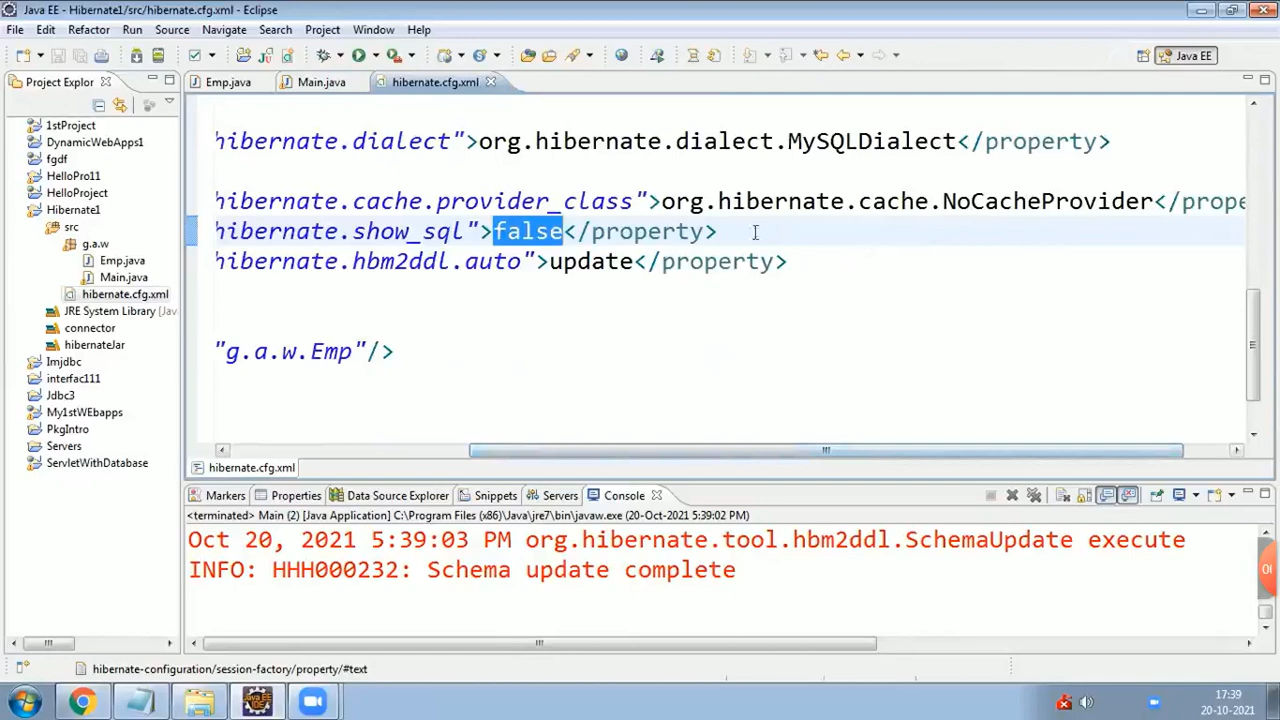 Java EE - Hibernate1/src/hibernate.cfg.xml - Eclipse
File Edit Refactor Run Source Navigate Search Project Window Help
Java EE
Project Explor
Emp.java Main.java hibernate.cfg.xml
1stProject
DynamicWebApps1
fgdf
HelloPro11
HelloProject
Hibernate1
src
g.a.w
Emp.java
Main.java
hibernate.cfg.xml
JRE System Library [Jav
connector
hibernateJar
Imjdbc
interfac111
Jdbc3
My1stWEbapps
PkgIntro
Servers
ServletWithDatabase
hibernate.dialect">org.hibernate.dialect.MySQLDialect</property>
hibernate.cache.provider_class">org.hibernate.cache.NoCacheProvider</prope
hibernate.show_sql">false</property>
hibernate.hbm2ddl.auto">update</property>
"g.a.w.Emp"/>
hibernate.cfg.xml
Markers Properties Data Source Explorer Snippets Servers Console
<terminated> Main (2) [Java Application] C:\Program Files (x86)\Java\jre7\bin\javaw.exe (20-Oct-2021 5:39:02 PM)
Oct 20, 2021 5:39:03 PM org.hibernate.tool.hbm2ddl.SchemaUpdate execute
INFO: HHH000232: Schema update complete
hibernate-configuration/session-factory/property/#text
17:39
20-10-2021